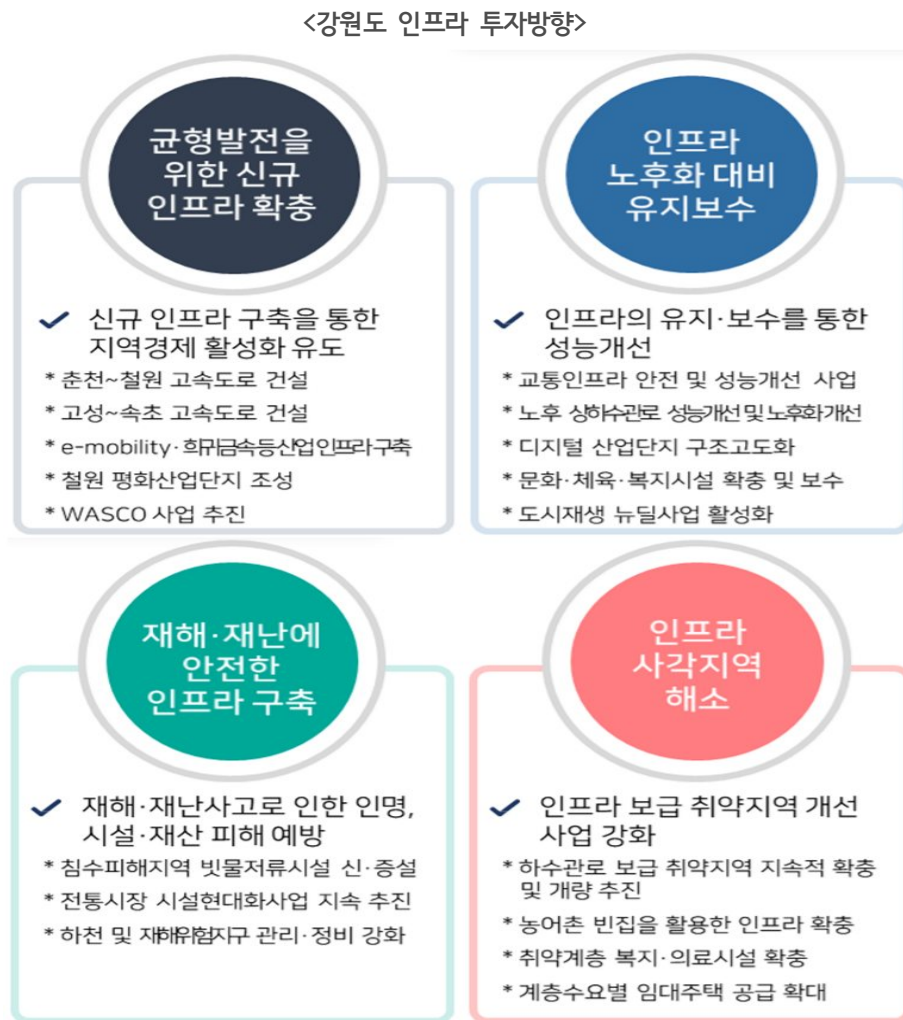 <강원도 인프라 투자방향>
균형발전을
위한 신규
인프라 확충
✓ 신규 인프라 구축을 통한
지역경제 활성화 유도
* 춘천~철원 고속도로 건설
* 고성~속초 고속도로 건설
* e-mobility·희귀금속등산업인프라구축
* 철원 평화산업단지 조성
* WASCO 사업 추진
인프라
노후화 대비
유지보수
✓ 인프라의 유지·보수를 통한
성능개선
* 교통인프라 안전 및 성능개선 사업
* 노후 상하수관로 성능개선 및 노후화개선
* 디지털 산업단지 구조고도화
* 문화·체육·복지시설 확충 및 보수
* 도시재생 뉴딜사업 활성화
재해·재난에
안전한
인프라 구축
✓ 재해·재난사고로 인한 인명,
시설·재산 피해 예방
* 침수피해지역 빗물저류시설 신·증설
* 전통시장 시설현대화사업 지속 추진
* 하천 및 재해위험지구 관리·정비 강화
인프라
사각지역
해소
✓ 인프라 보급 취약지역 개선
사업 강화
* 하수관로 보급 취약지역 지속적 확충
및 개량 추진
* 농어촌 빈집을 활용한 인프라 확충
* 취약계층 복지·의료시설 확충
* 계층수요별 임대주택 공급 확대